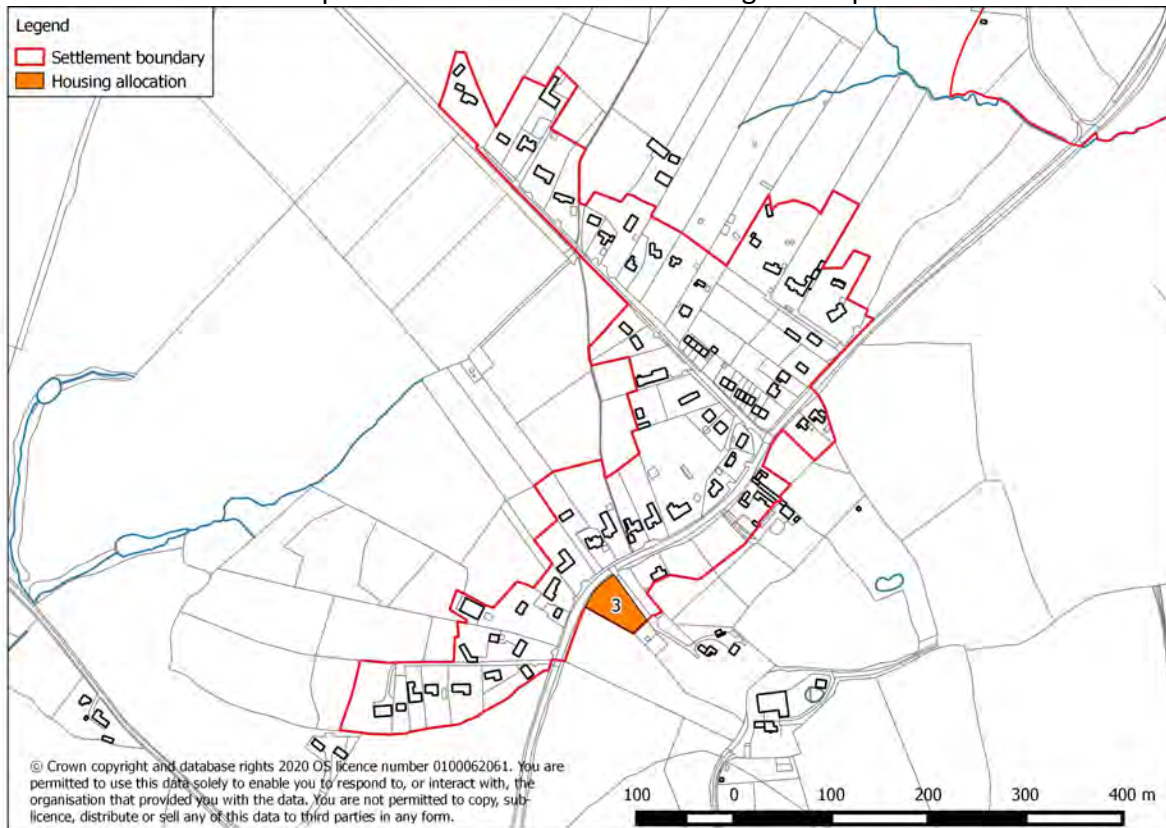 Legend
Settlement boundary
Housing allocation
3
© Crown copyright and database rights 2020 OS licence number 0100062061. You are
permitted to use this data solely to enable you to respond to, or interact with, the
organisation that provided you with the data. You are not permitted to copy, sub-
licence, distribute or sell any of this data to third parties in any form.
100 0 100 200 300 400 m